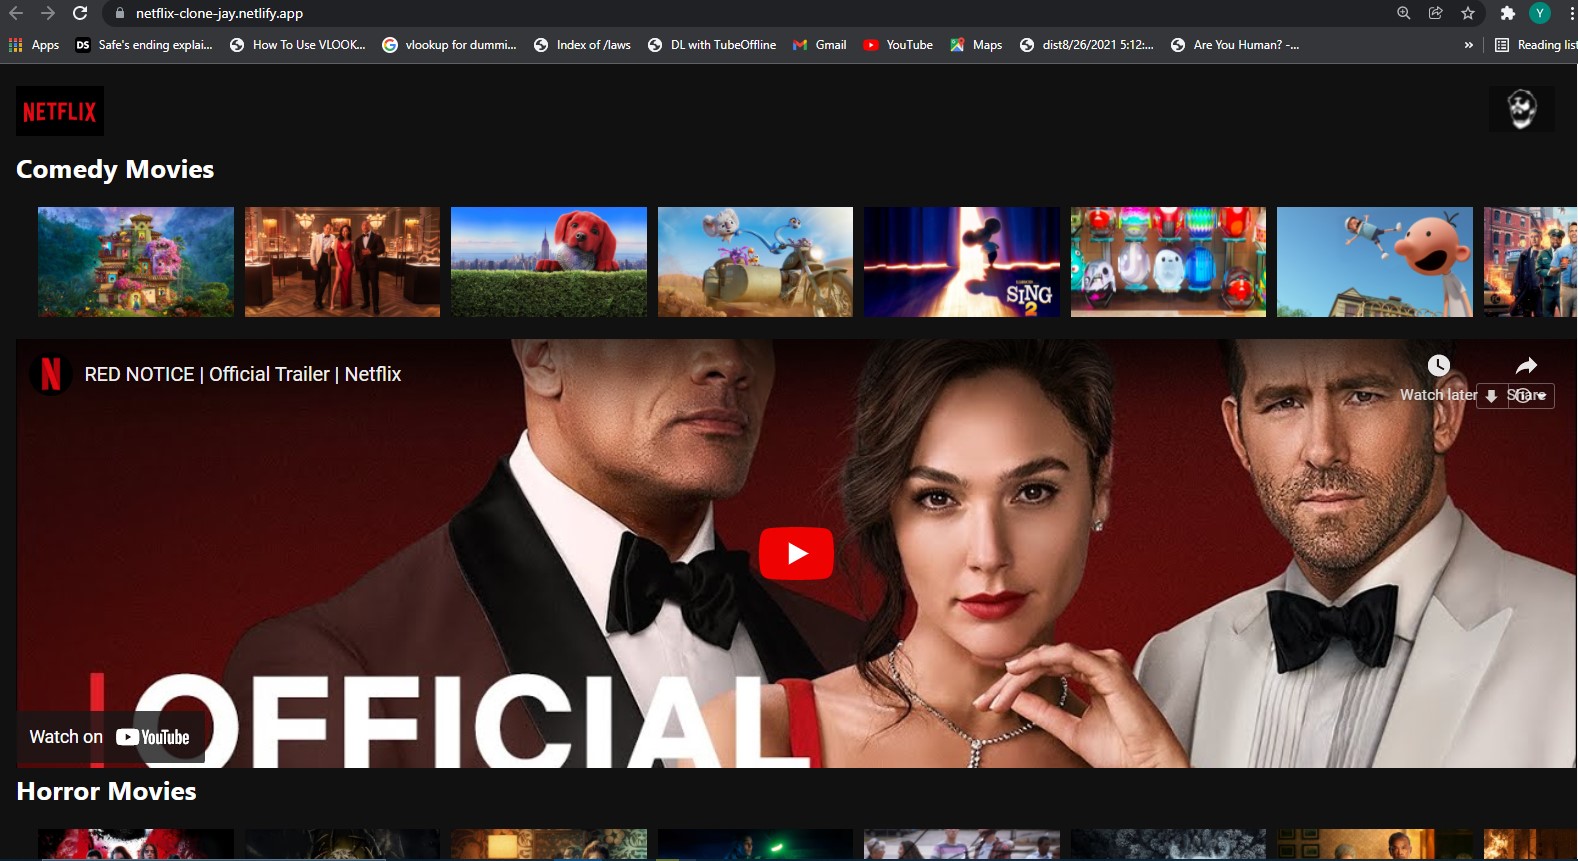 netflix-clone-jay.netlify.app
Y
Apps
DS Safe's ending explai...
How To Use VLOOK...
vlookup for dummi...
Index of /laws
DL with TubeOffline
Gmail
YouTube
Maps
dist8/26/2021 5:12:...
Are You Human? -...
»
Reading list
NETFLIX
Comedy Movies
SING
2
N RED NOTICE | Official Trailer | Netflix
Watch later
Share
OFFICIAL
Watch on YouTube
Horror Movies